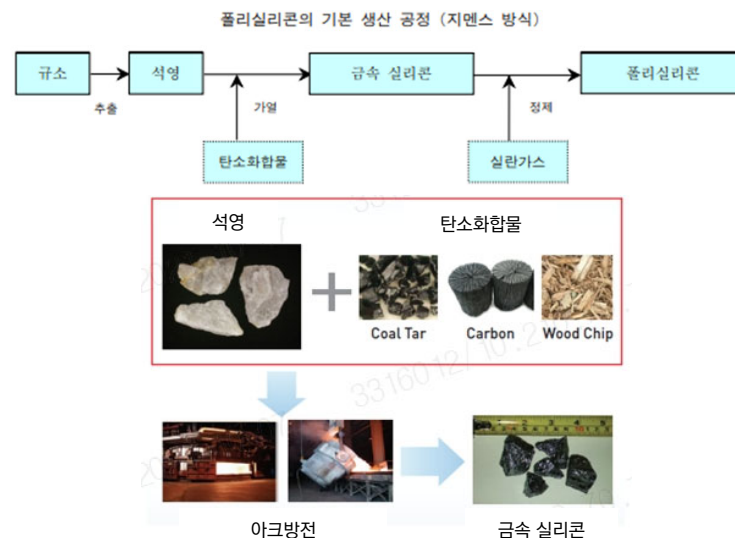 폴리실리콘의 기본 생산 공정 (지멘스 방식)
규소
석영
금속 실리콘
폴리실리콘
추출
가열
정제
탄소화합물
실란가스
석영
탄소화합물
Coal Tar
Carbon
Wood Chip
아크방전
금속 실리콘